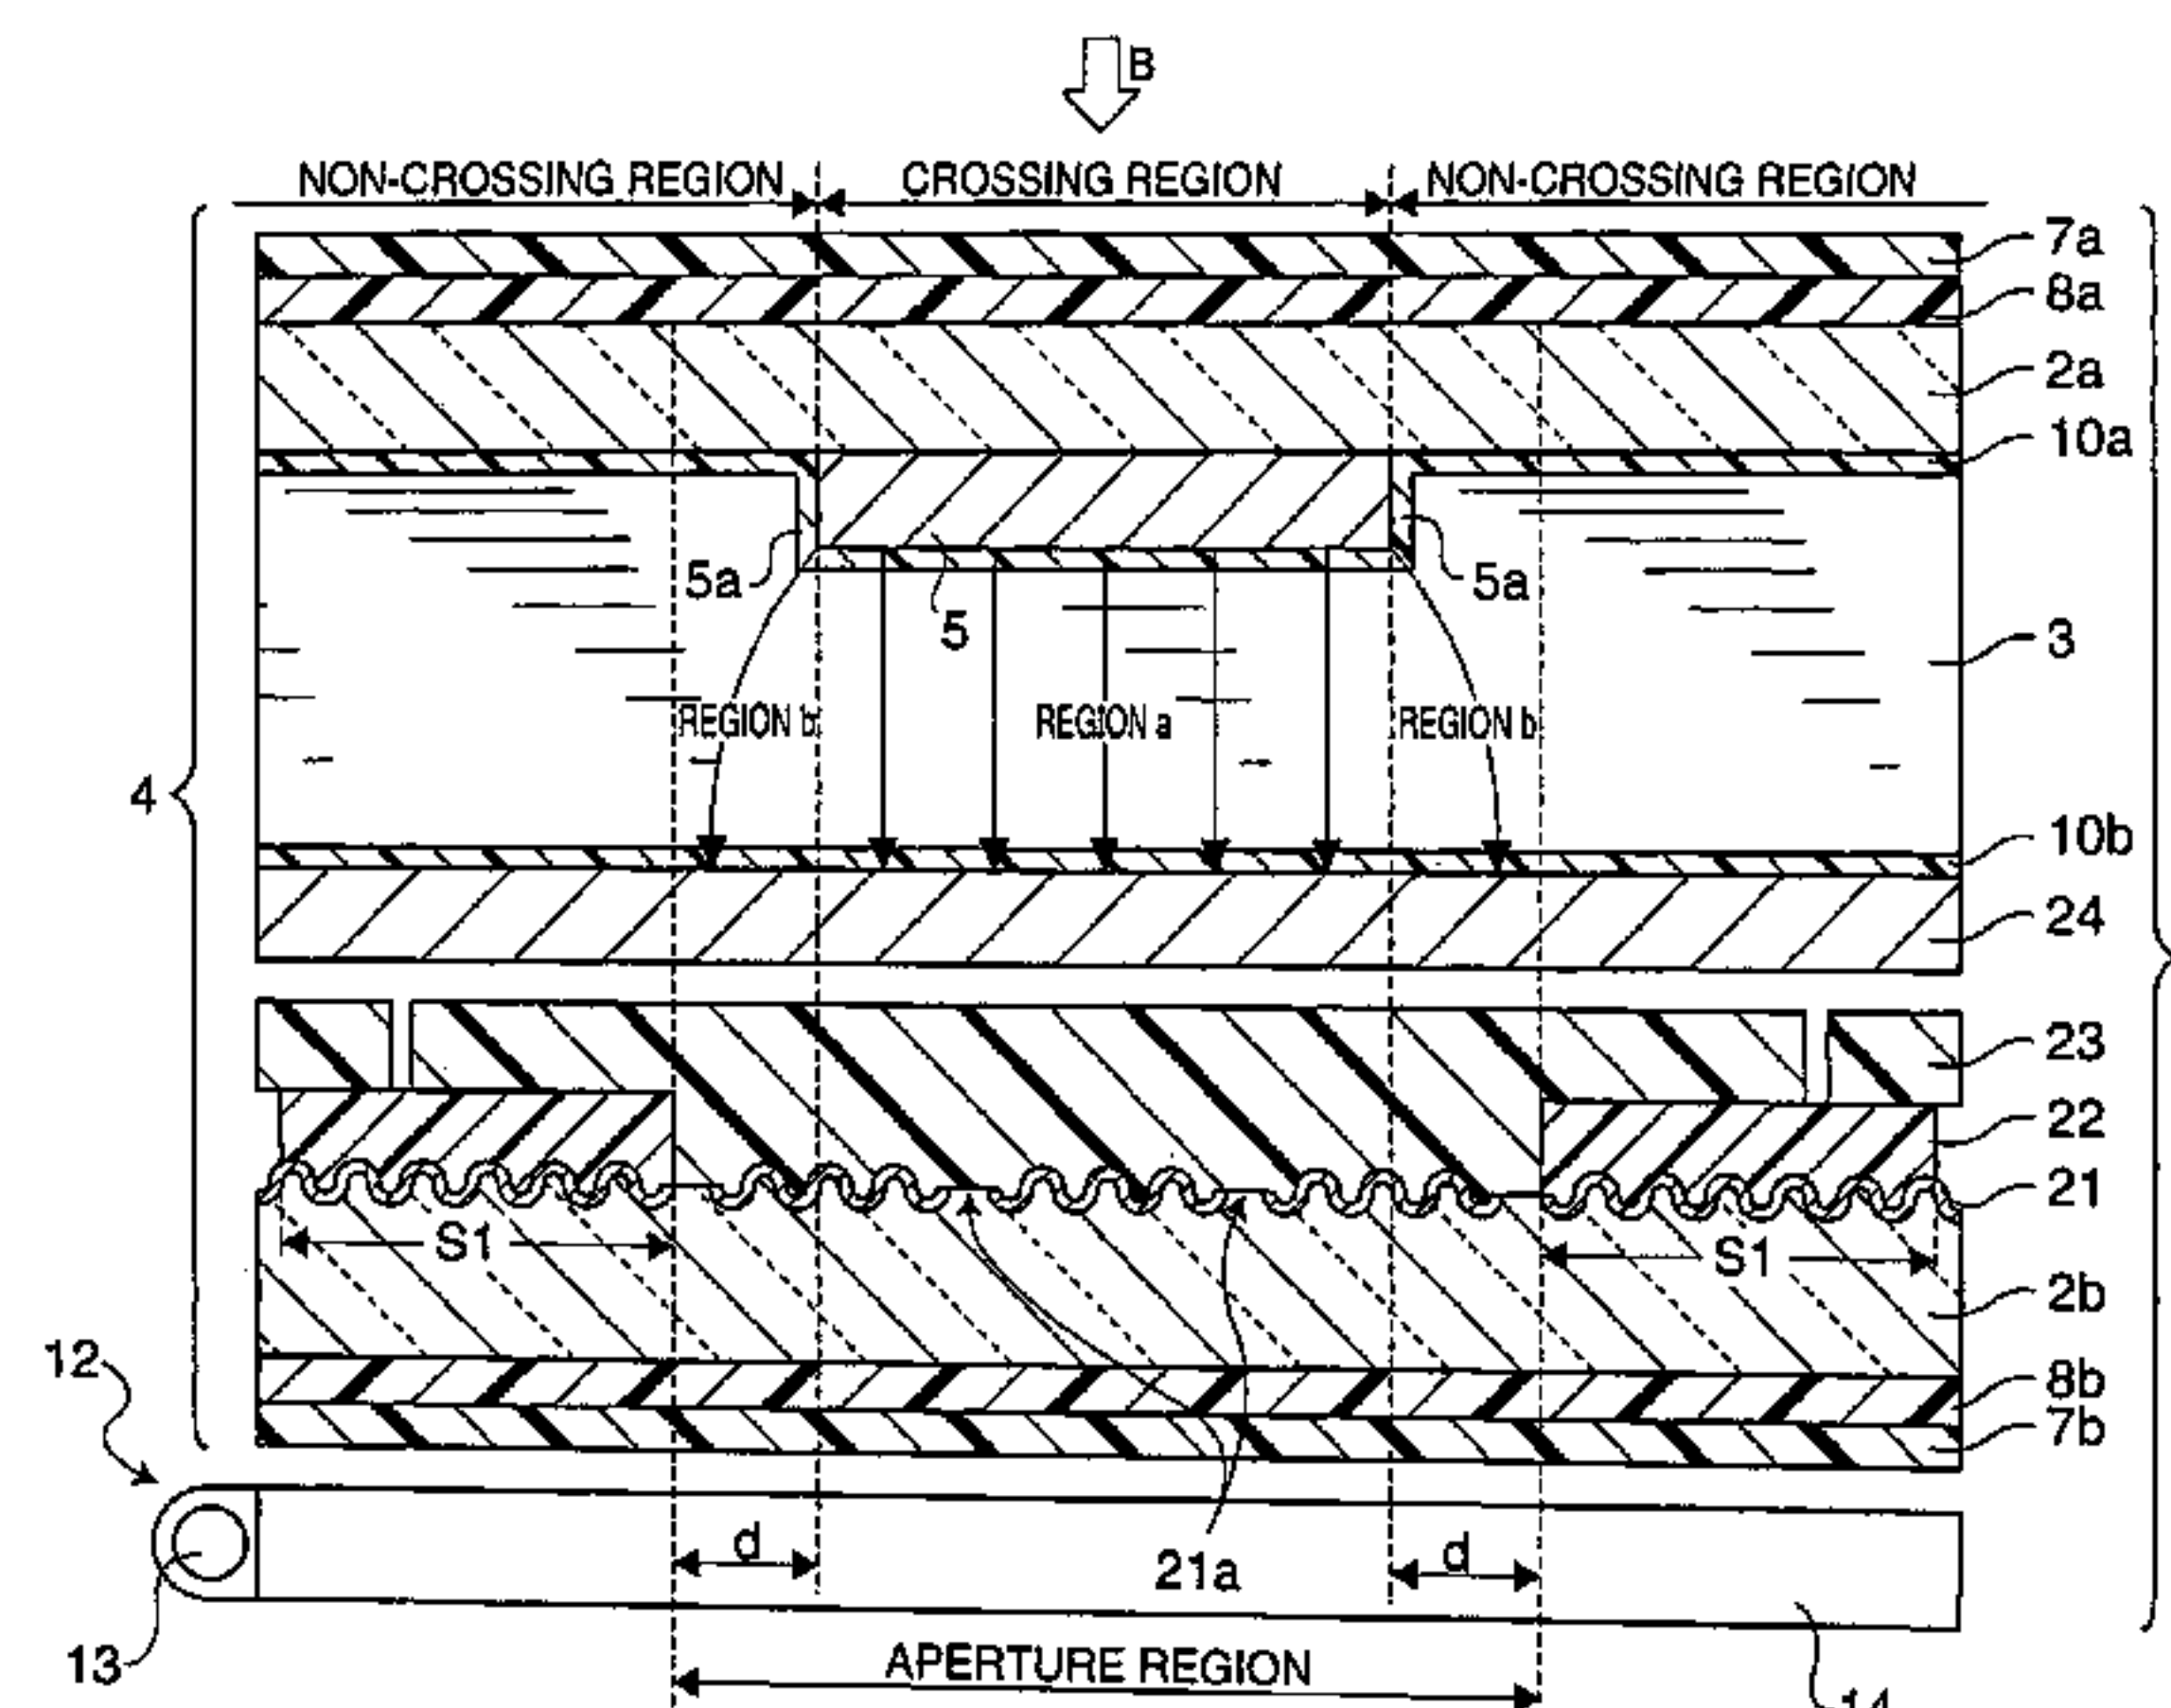 B
NON-CROSSING REGION
CROSSING REGION
NON-CROSSING REGION
7a
8a
2a
10a
5a
5
5a
3
REGION b
REGION a
REGION b
4
10b
24
23
22
21
S1
S1
2b
12
8b
7b
d
d
21a
13
APERTURE REGION
14